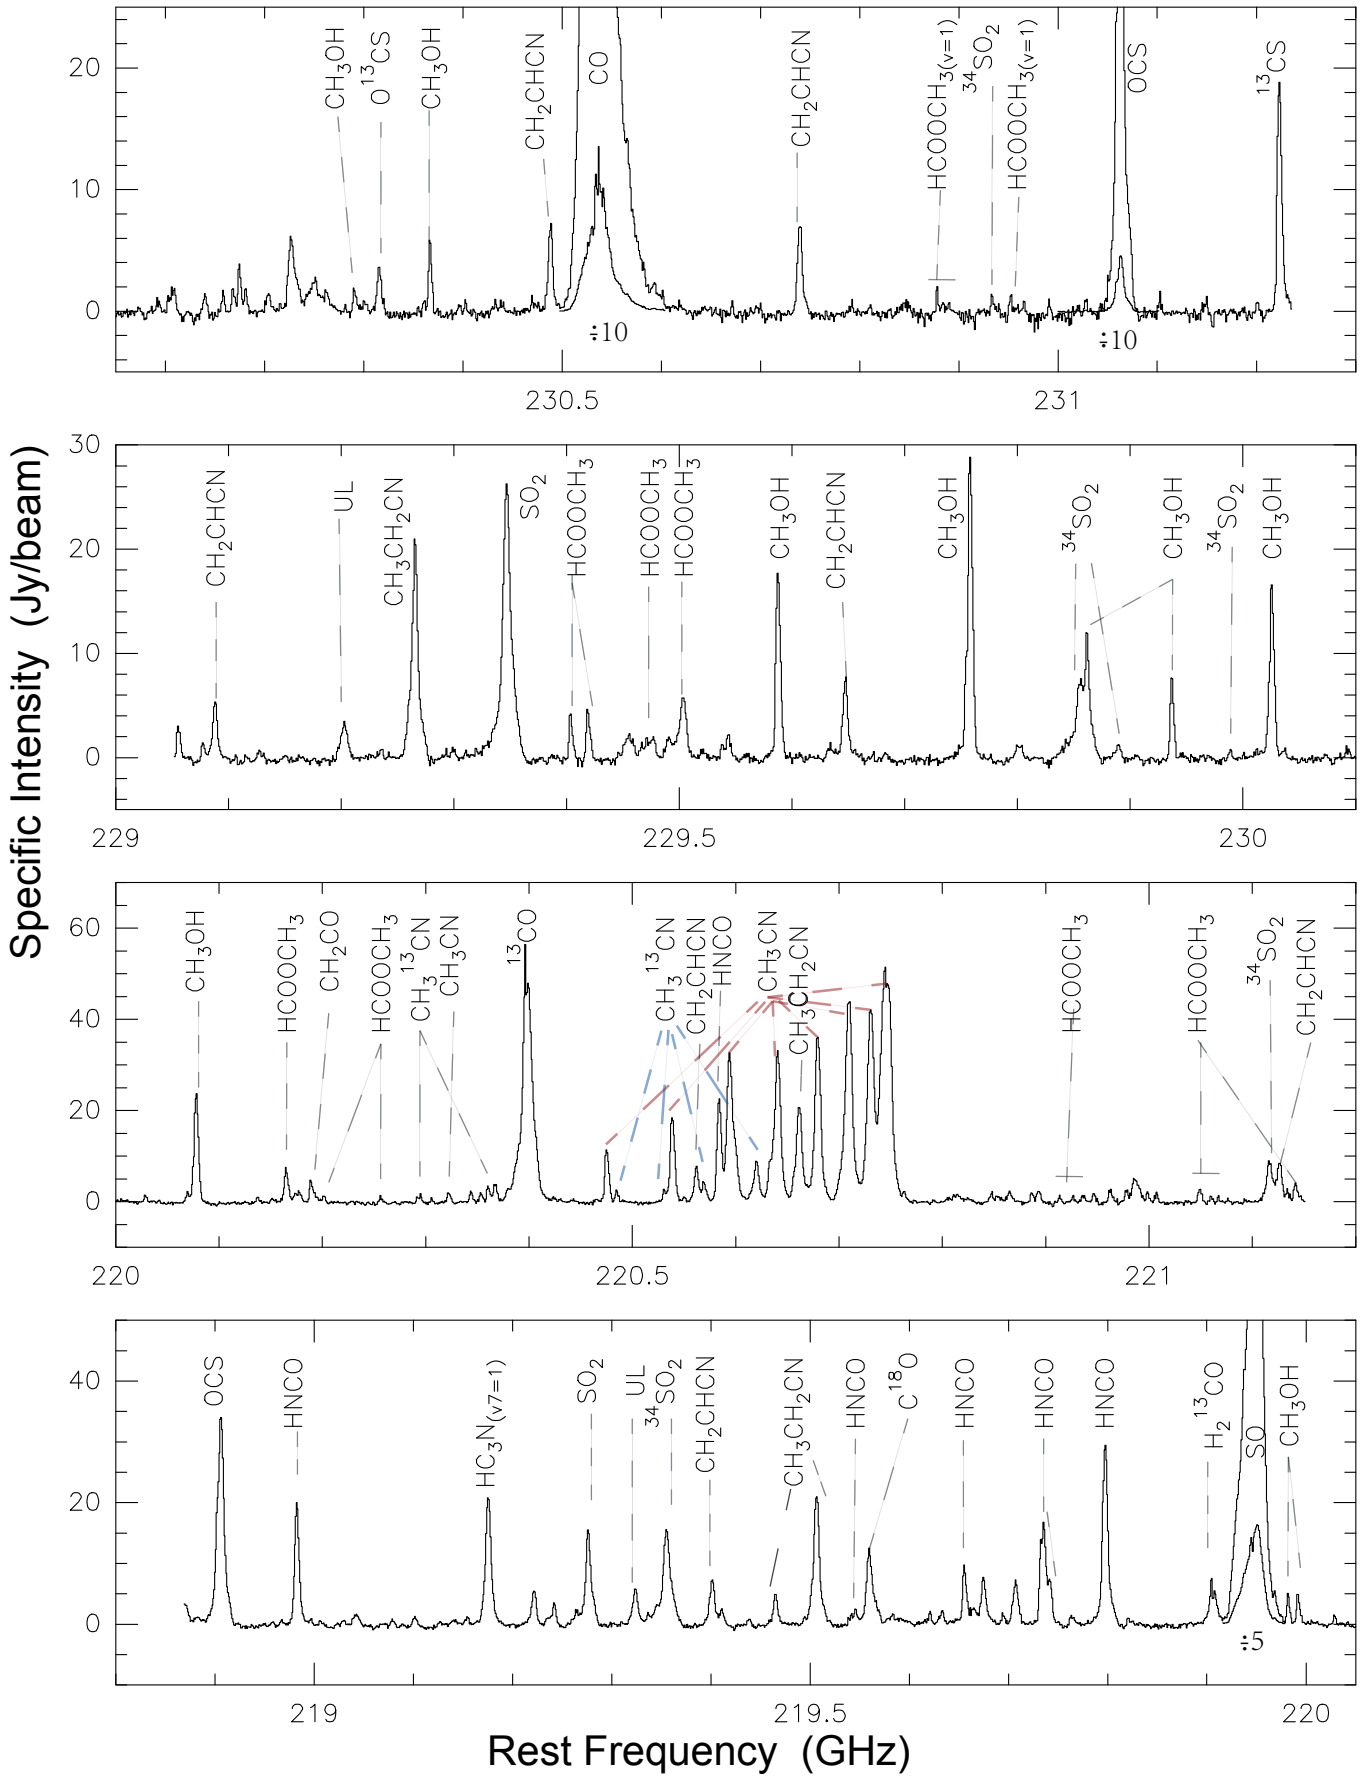 CH3OH
O13CS
CH3OH
CH2CHCN
CO
CH2CHCN
HCOOCH3(v=1)
34SO2
HCOOCH3(v=1)
OCS
13CS
20
10
0
÷10
÷10
230.5
231
Specific Intensity (Jy/beam)
30
20
10
0
CH2CHCN
UL
CH3CH2CN
SO2
HCOOCH3
HCOOCH3
HCOOCH3
CH3OH
CH2CHCN
CH3OH
34SO2
CH3OH
34SO2
CH3OH
229
229.5
230
60
40
20
0
CH3OH
HCOOCH3
CH2CO
HCOOCH3
CH313CN
CH3CN
13CO
CH313CN
CH2CHCN
HNCO
CH3CN
CH3CH2CN
HCOOCH3
HCOOCH3
34SO2
CH2CHCN
220
220.5
221
40
20
0
OCS
HNCO
HC3N(v7=1)
SO2
UL
34SO2
CH2CHCN
CH3CH2CN
HNCO
C18O
HNCO
HNCO
HNCO
H213CO
SO
CH3OH
÷5
219
219.5
220
Rest Frequency (GHz)